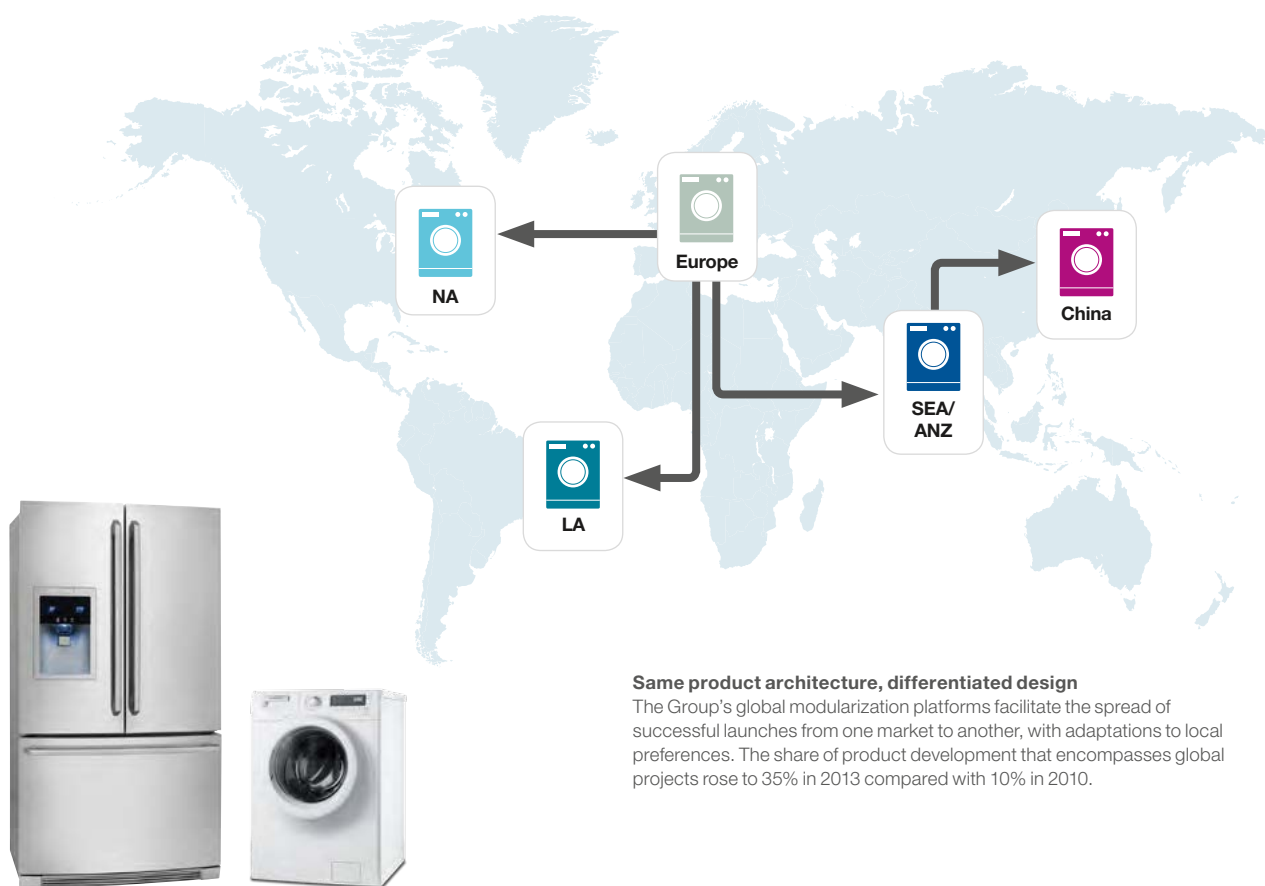 Europe
NA
China
SEA/
ANZ
LA
Same product architecture, differentiated design
The Group’s global modularization platforms facilitate the spread of
successful launches from one market to another, with adaptations to local
preferences. The share of product development that encompasses global
projects rose to 35% in 2013 compared with 10% in 2010.